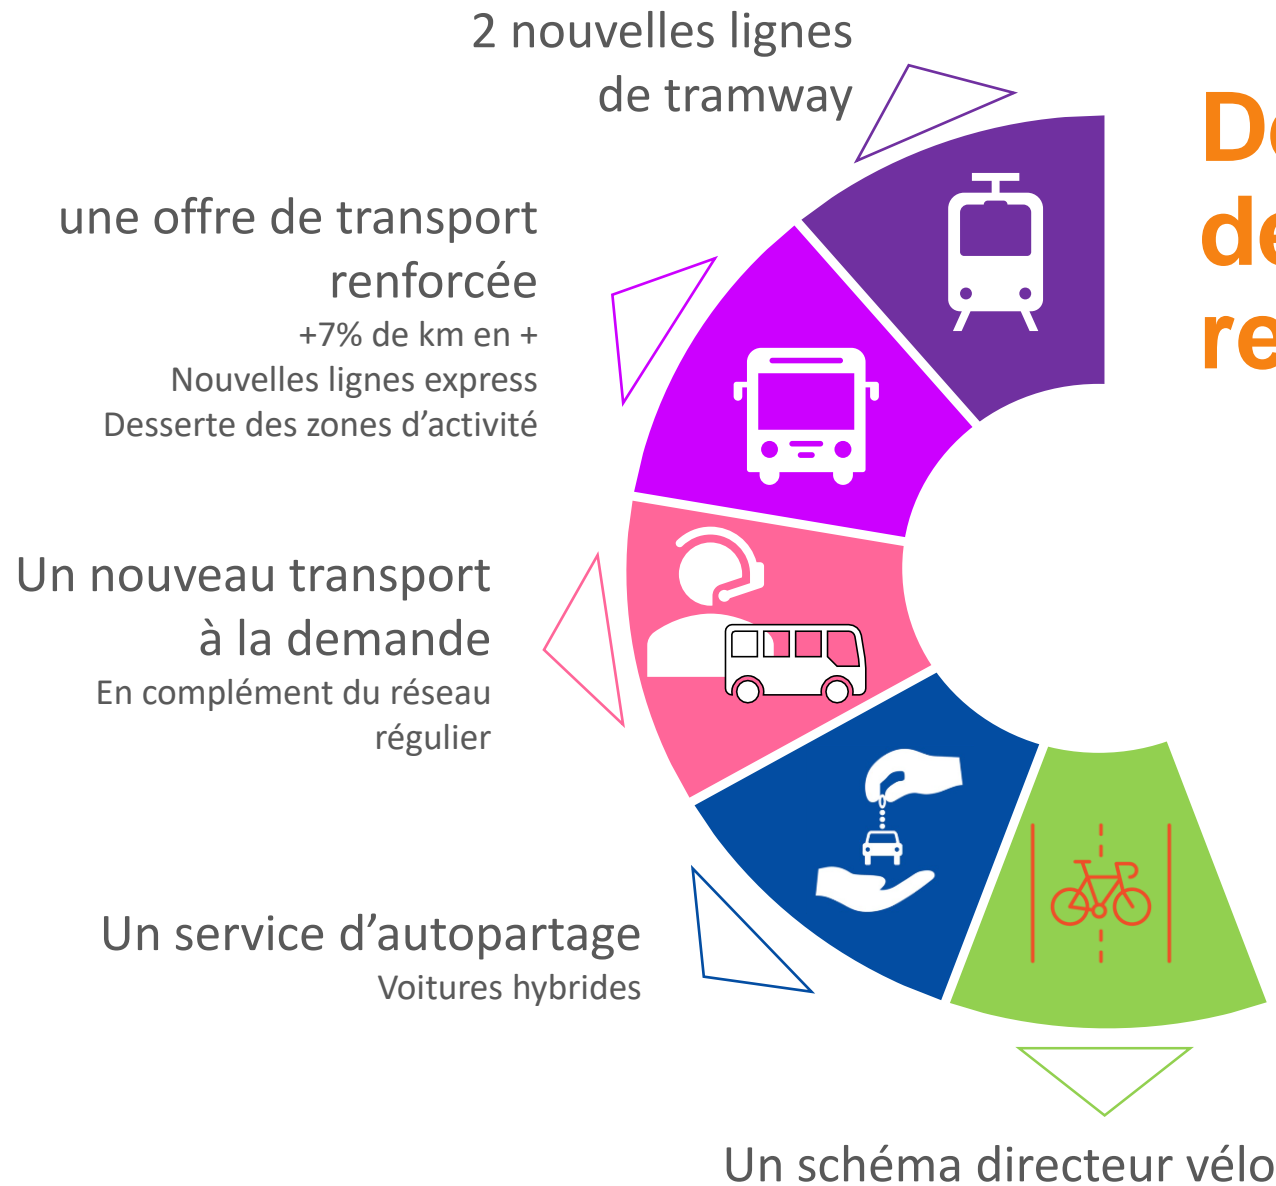 2 nouvelles lignes
de tramway
une offre de transport
renforcée
+7% de km en +
Nouvelles lignes express
Desserte des zones d’activité
Un nouveau transport
à la demande
En complément du réseau
régulier
Un service d’autopartage
Voitures hybrides
Un schéma directeur vélo